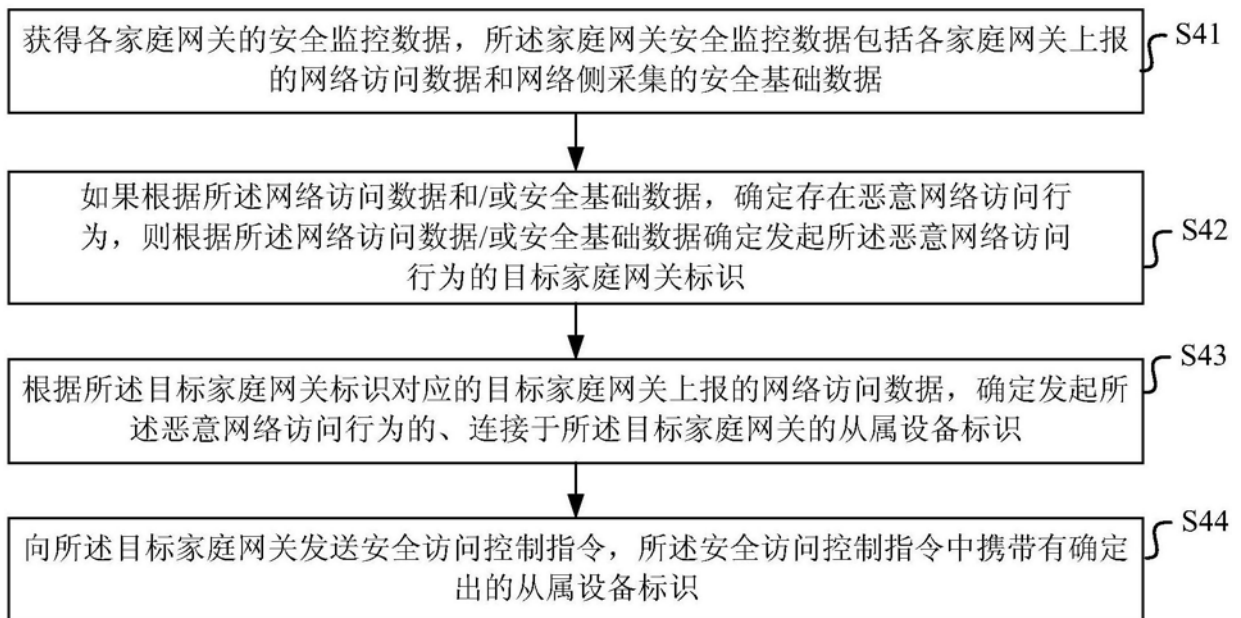 获得各家庭网关的安全监控数据，所述家庭网关安全监控数据包括各家庭网关上报
的网络访问数据和网络侧采集的安全基础数据
S41
如果根据所述网络访问数据和/或安全基础数据，确定存在恶意网络访问行
为，则根据所述网络访问数据/或安全基础数据确定发起所述恶意网络访问
行为的目标家庭网关标识
S42
根据所述目标家庭网关标识对应的目标家庭网关上报的网络访问数据，确定发起所
述恶意网络访问行为的、连接于所述目标家庭网关的从属设备标识
S43
向所述目标家庭网关发送安全访问控制指令，所述安全访问控制指令中携带有确定
出的从属设备标识
S44